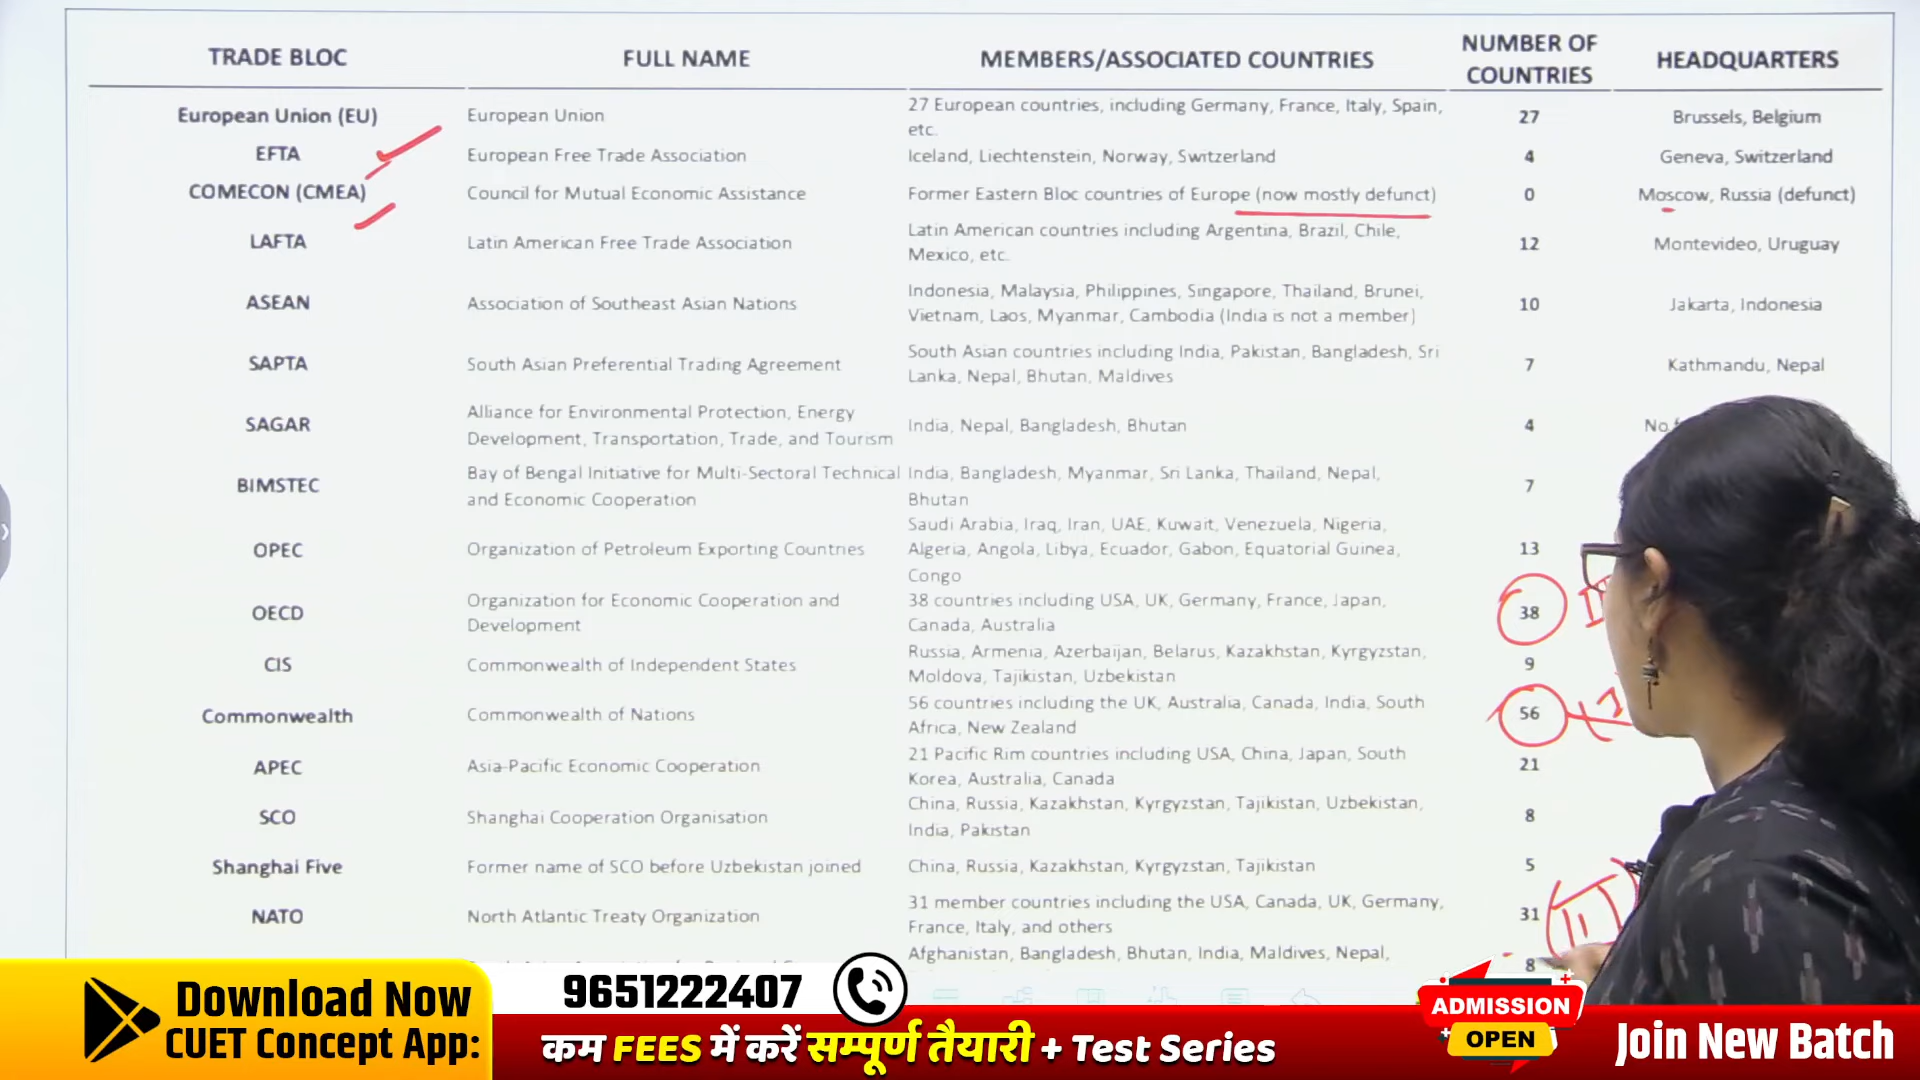 TRADE BLOC FULL NAME MEMBERS/ASSOCIATED COUNTRIES NUMBER OF COUNTRIES HEADQUARTERS
European Union (EU) European Union 27 European countries, including Germany, France, Italy, Spain, etc. 27 Brussels, Belgium
EFTA European Free Trade Association Iceland, Liechtenstein, Norway, Switzerland 4 Geneva, Switzerland
COMECON (CMEA) Council for Mutual Economic Assistance Former Eastern Bloc countries of Europe (now mostly defunct) 0 Moscow, Russia (defunct)
LAFTA Latin American Free Trade Association Latin American countries including Argentina, Brazil, Chile, Mexico, etc. 12 Montevideo, Uruguay
ASEAN Association of Southeast Asian Nations Indonesia, Malaysia, Philippines, Singapore, Thailand, Brunei, Vietnam, Laos, Myanmar, Cambodia (India is not a member) 10 Jakarta, Indonesia
SAPTA South Asian Preferential Trading Agreement South Asian countries including India, Pakistan, Bangladesh, Sri Lanka, Nepal, Bhutan, Maldives 7 Kathmandu, Nepal
SAGAR Alliance for Environmental Protection, Energy Development, Transportation, Trade, and Tourism India, Nepal, Bangladesh, Bhutan 4 No
BIMSTEC Bay of Bengal Initiative for Multi-Sectoral Technical and Economic Cooperation India, Bangladesh, Myanmar, Sri Lanka, Thailand, Nepal, Bhutan 7
OPEC Organization of Petroleum Exporting Countries Saudi Arabia, Iraq, Iran, UAE, Kuwait, Venezuela, Nigeria, Algeria, Angola, Libya, Ecuador, Gabon, Equatorial Guinea, Congo 13
OECD Organization for Economic Cooperation and Development 38 countries including USA, UK, Germany, France, Japan, Canada, Australia 38
CIS Commonwealth of Independent States Russia, Armenia, Azerbaijan, Belarus, Kazakhstan, Kyrgyzstan, Moldova, Tajikistan, Uzbekistan 9
Commonwealth Commonwealth of Nations 56 countries including the UK, Australia, Canada, India, South Africa, New Zealand 56
APEC Asia-Pacific Economic Cooperation 21 Pacific Rim countries including USA, China, Japan, South Korea, Australia, Canada 21
SCO Shanghai Cooperation Organisation China, Russia, Kazakhstan, Kyrgyzstan, Tajikistan, Uzbekistan, India, Pakistan 8
Shanghai Five Former name of SCO before Uzbekistan joined China, Russia, Kazakhstan, Kyrgyzstan, Tajikistan 5
NATO North Atlantic Treaty Organization 31 member countries including the USA, Canada, UK, Germany, France, Italy, and others 31
Afghanistan, Bangladesh, Bhutan, India, Maldives, Nepal, 8
Download Now
CUET Concept App:
9651222407
कम FEES में करें सम्पूर्ण तैयारी + Test Series
ADMISSION
OPEN
Join New Batch